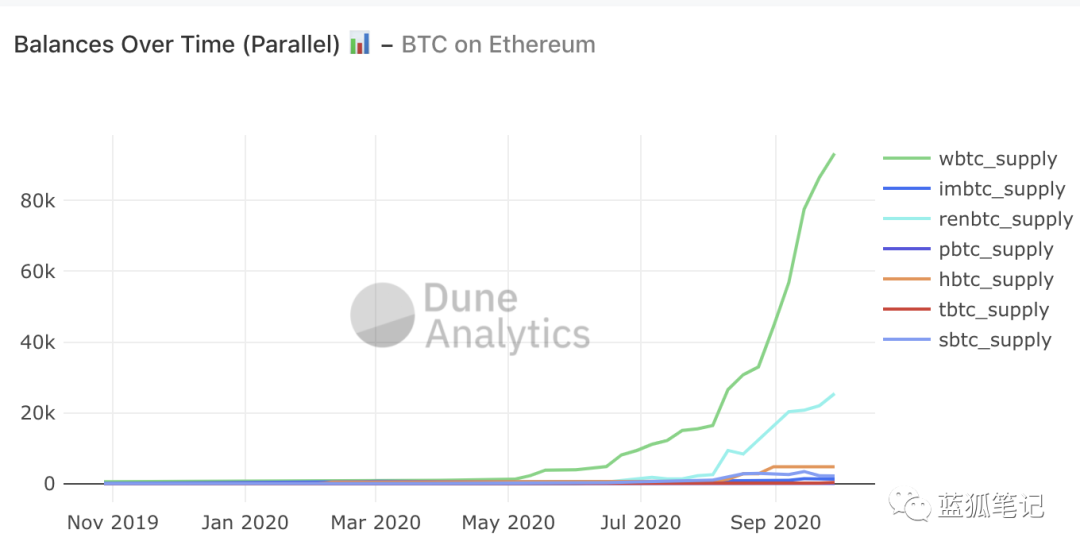 Balances Over Time (Parallel) 📊 – BTC on Ethereum
80k
60k
40k
20k
0
Nov 2019 Jan 2020 Mar 2020 May 2020 Jul 2020 Sep 2020
wbtc_supply
imbtc_supply
renbtc_supply
pbtc_supply
hbtc_supply
tbtc_supply
sbtc_supply
Dune
Analytics
蓝狐笔记